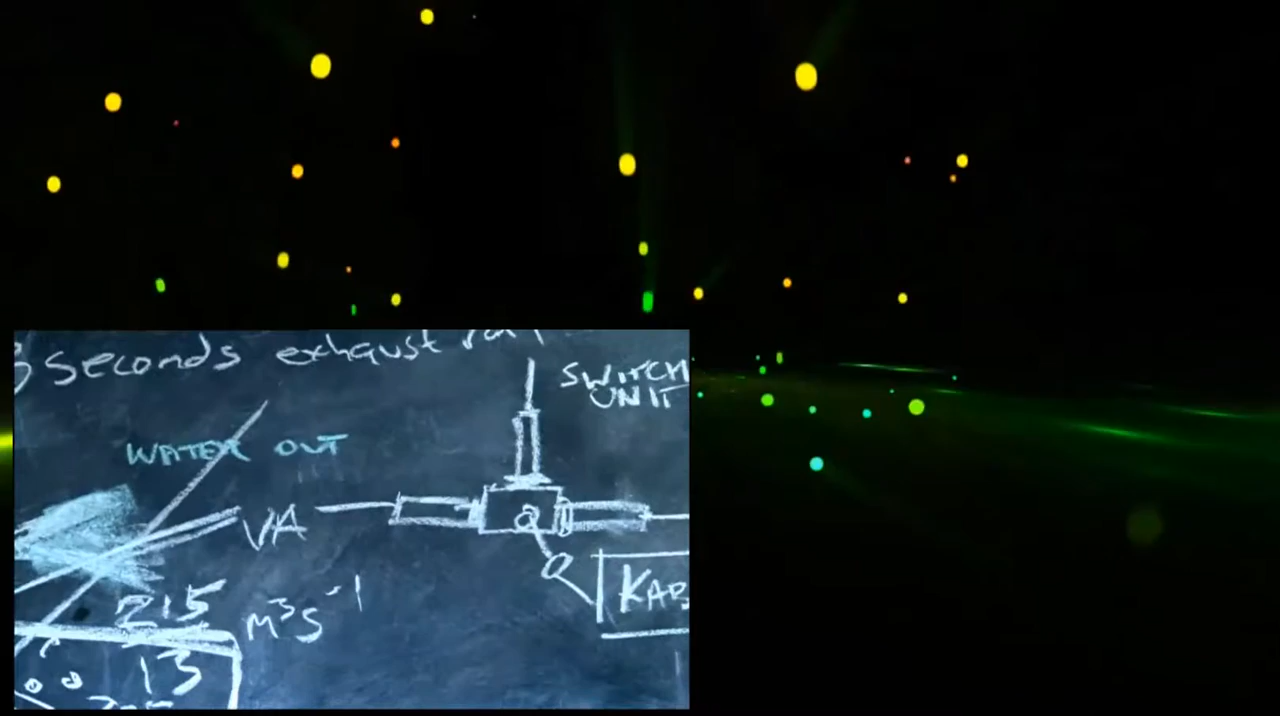 seconds exhaust
SWITCH
UNIT
WATER OUT
VA
215
M³S⁻¹
13